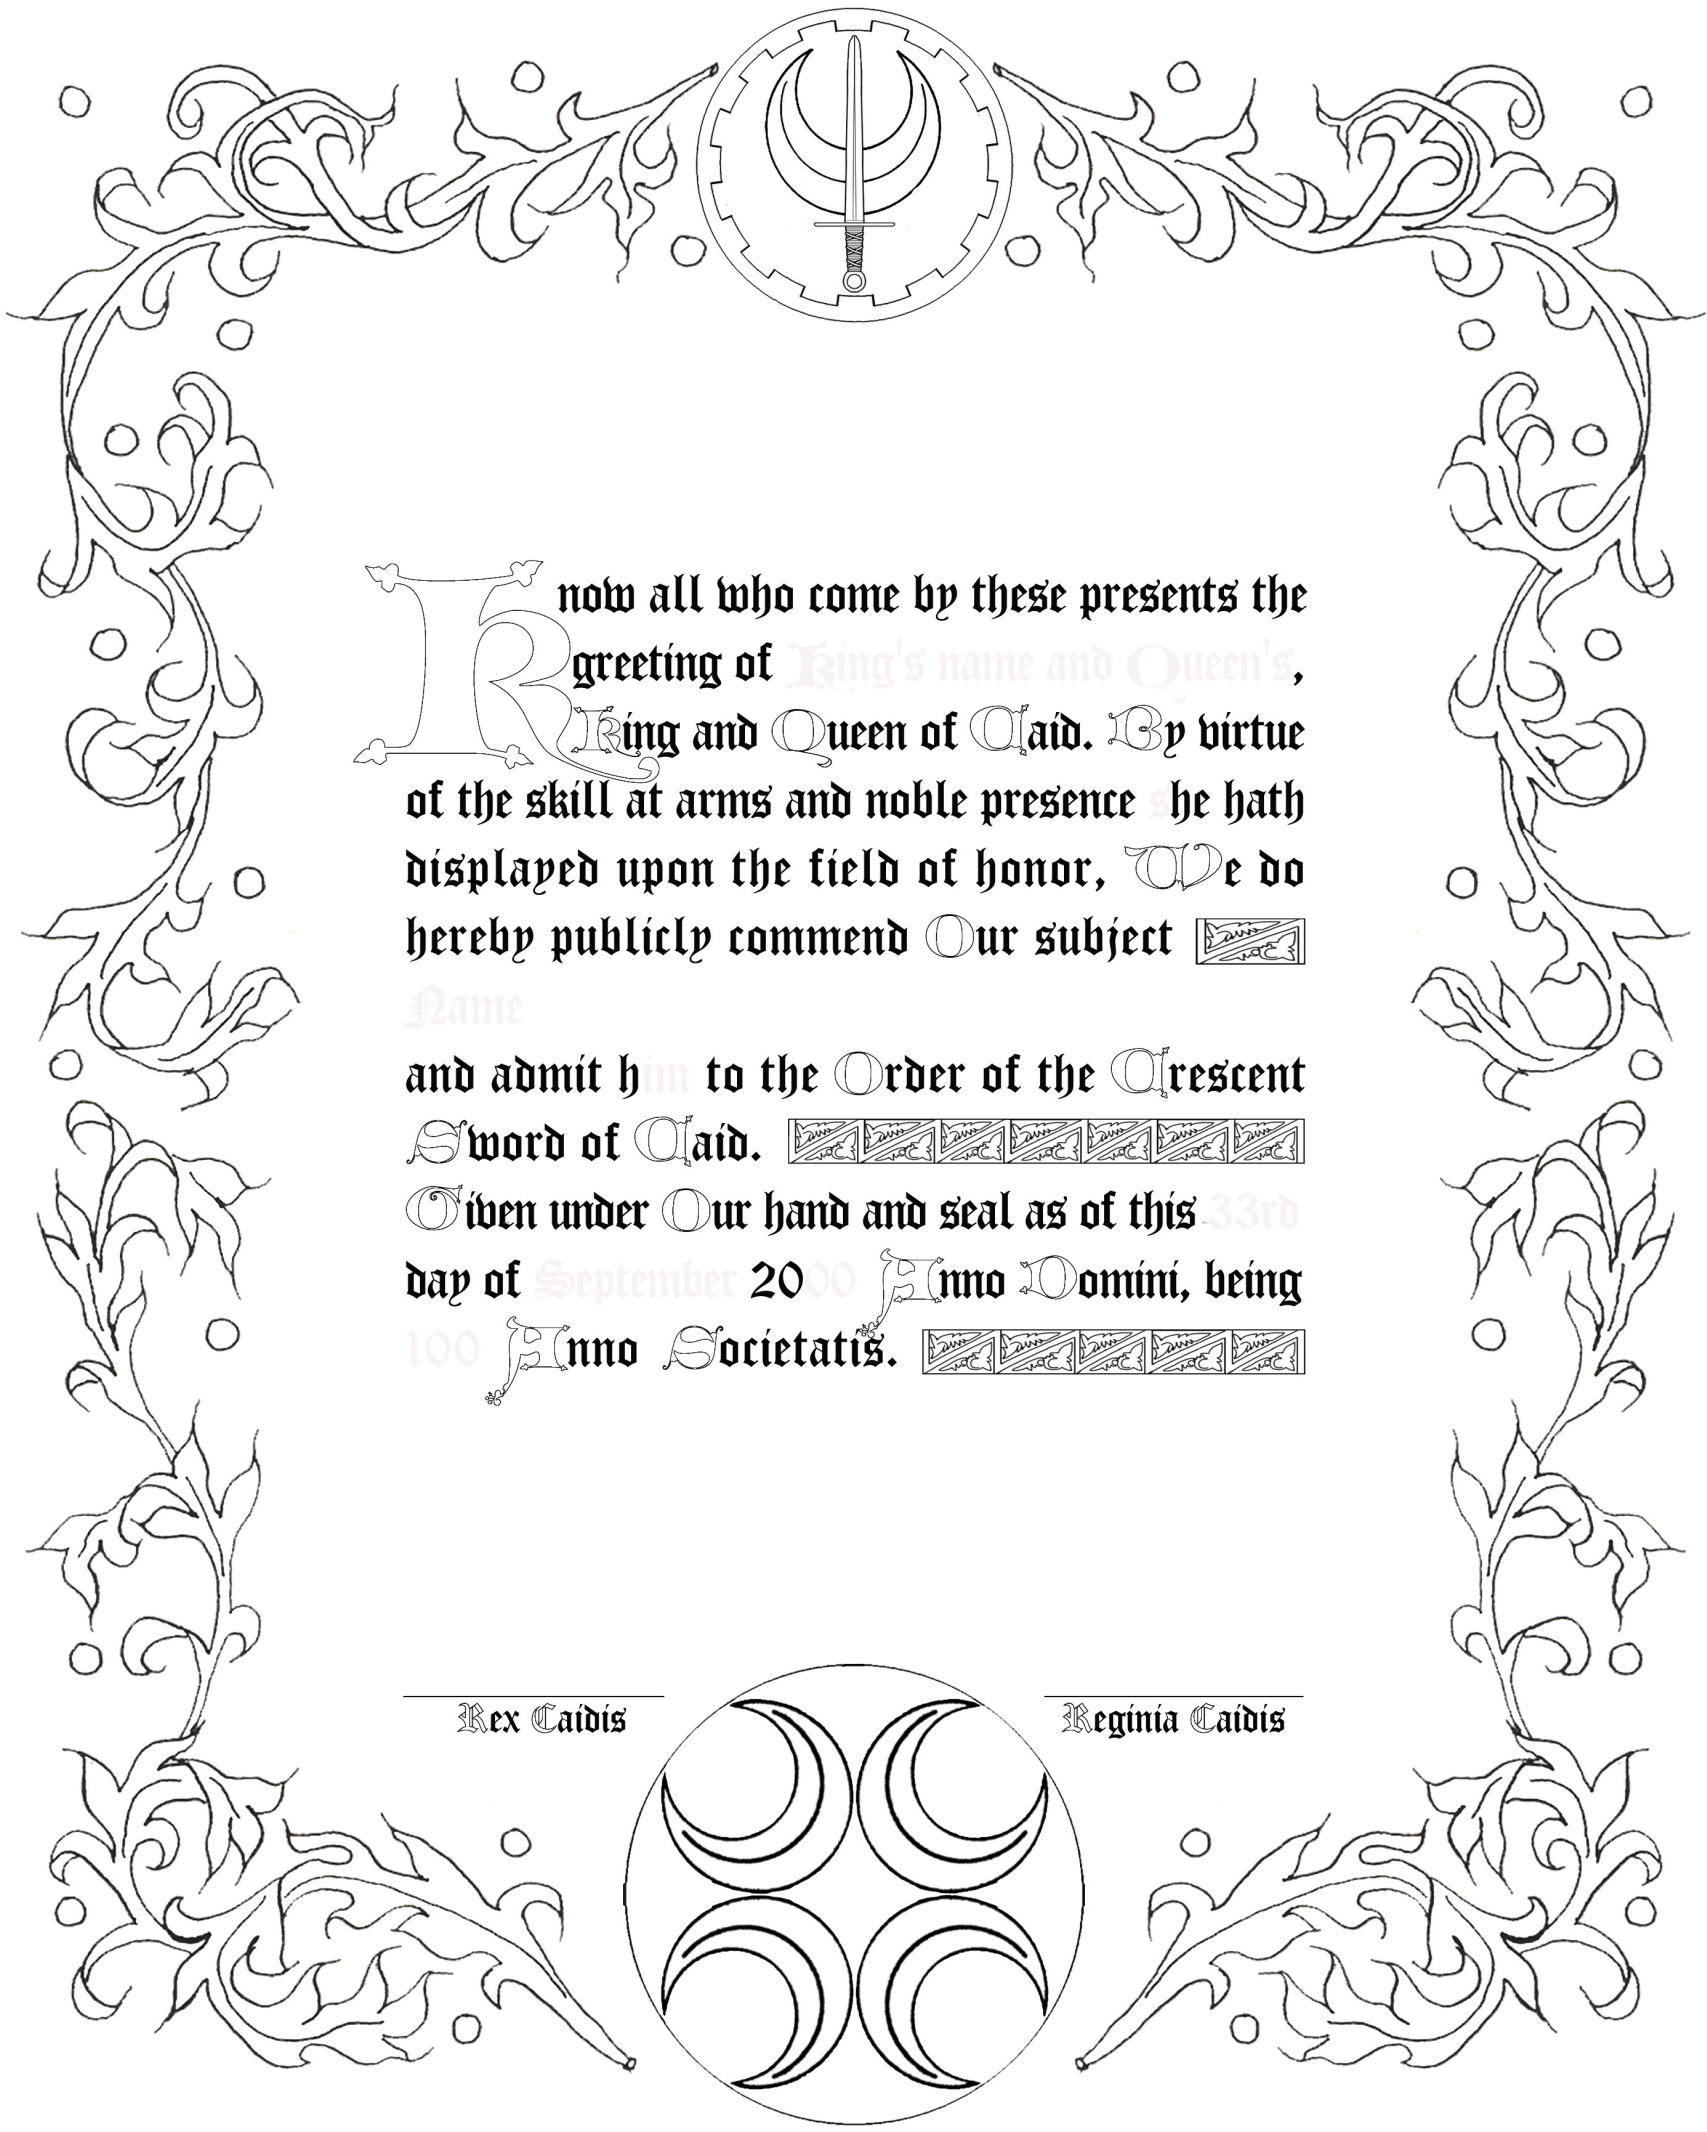 Know all who come by these presents the
greeting of King's name and Queen's,
King and Queen of Caid. By virtue
of the skill at arms and noble presence she hath
displayed upon the field of honor, We do
hereby publicly commend Our subject
Name
and admit him to the Order of the Crescent
Sword of Caid.
Given under Our hand and seal as of this 33rd
day of September 2000 Anno Domini, being
100 Anno Societatis.
Rex Caidis
Reginia Caidis